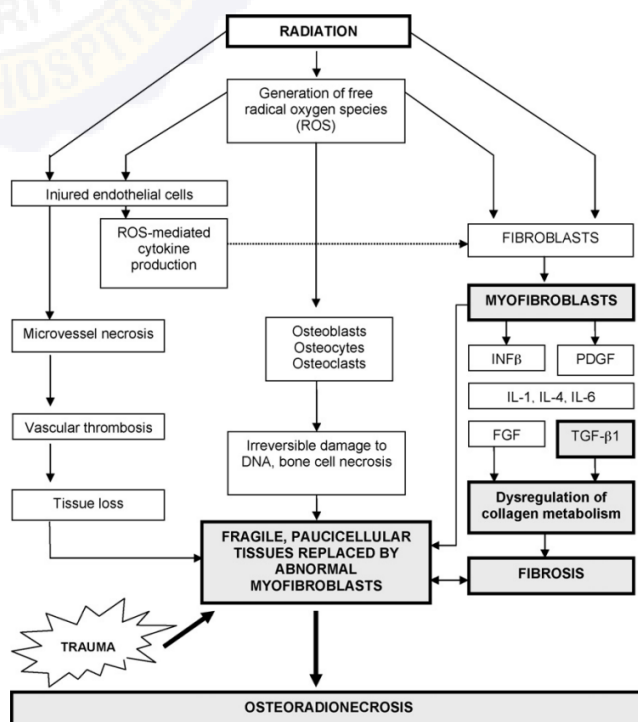 RADIATION
Generation of free
radical oxygen species
(ROS)
Injured endothelial cells
ROS-mediated
cytokine
production
FIBROBLASTS
MYOFIBROBLASTS
Microvessel necrosis
Osteoblasts
Osteocytes
Osteoclasts
INFβ
PDGF
IL-1, IL-4, IL-6
Vascular thrombosis
Irreversible damage to
DNA, bone cell necrosis
FGF
TGF-β1
Tissue loss
Dysregulation of
collagen metabolism
FRAGILE, PAUCICELLULAR
TISSUES REPLACED BY
ABNORMAL
MYOFIBROBLASTS
FIBROSIS
TRAUMA
OSTEORADIONECROSIS